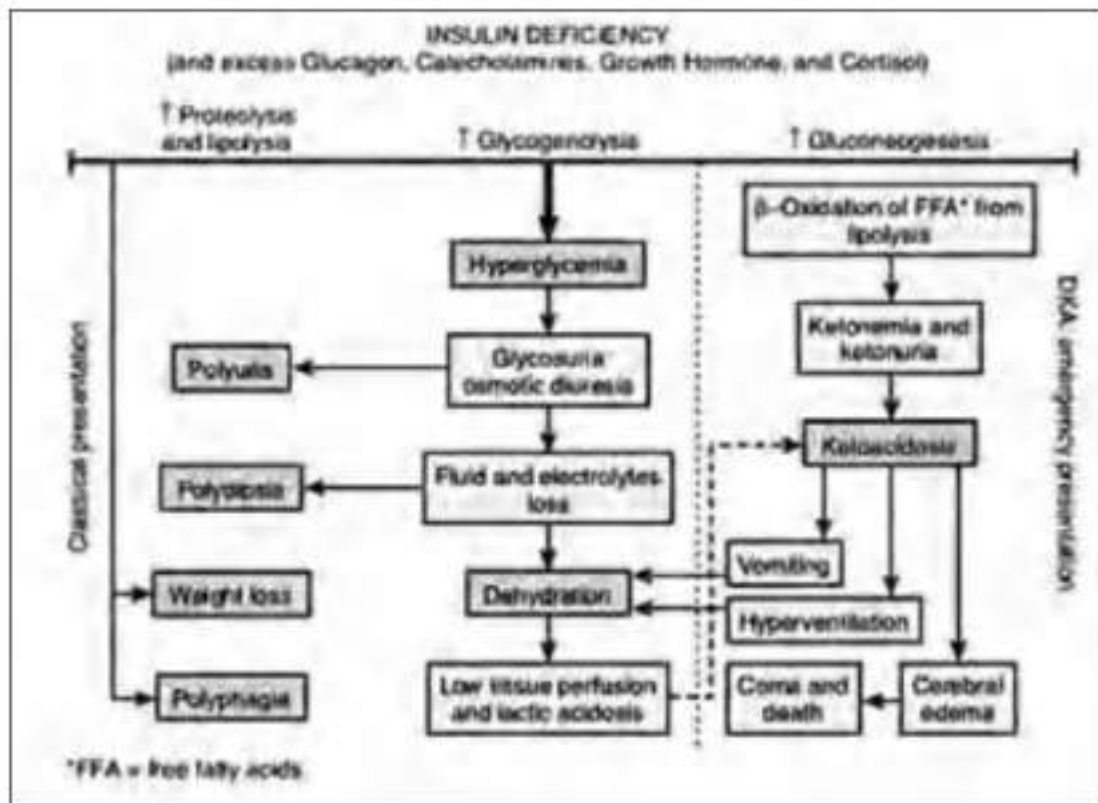 INSULIN DEFICIENCY
(and excess Glucagon, Catecholamines, Growth Hormone, and Cortisol)
↑ Proteolysis
and lipolysis
↑ Glycogenolysis
↑ Gluconeogenesis
β-Oxidation of FFA* from
lipolysis
Hyperglycemia
Ketonemia and
ketonuria
Glycosuria
osmotic diuresis
Polyuria
Ketoacidosis
Fluid and electrolytes
loss
Polydipsia
Vomiting
Dehydration
Weight loss
Hyperventilation
Low tissue perfusion
and lactic acidosis
Coma and
death
Cerebral
edema
Polyphagia
Classical presentation
DKA: emergency presentation
*FFA = free fatty acids